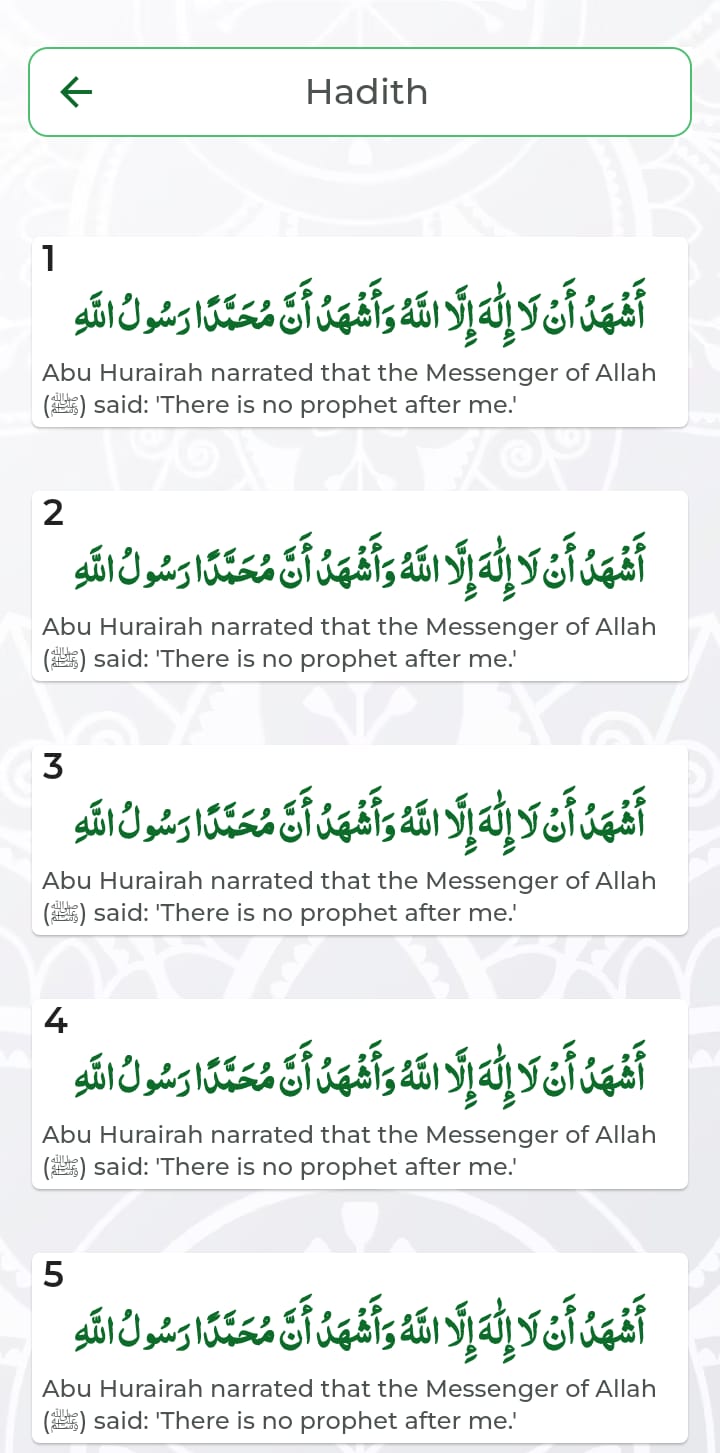 Hadith
1
أَشْهَدُ أَنْ لَا إِلَٰهَ إِلَّا اللَّهُ وَأَشْهَدُ أَنَّ مُحَمَّدًا رَسُولُ اللَّهِ
Abu Hurairah narrated that the Messenger of Allah
(ﷺ) said: 'There is no prophet after me.'
2
أَشْهَدُ أَنْ لَا إِلَٰهَ إِلَّا اللَّهُ وَأَشْهَدُ أَنَّ مُحَمَّدًا رَسُولُ اللَّهِ
Abu Hurairah narrated that the Messenger of Allah
(ﷺ) said: 'There is no prophet after me.'
3
أَشْهَدُ أَنْ لَا إِلَٰهَ إِلَّا اللَّهُ وَأَشْهَدُ أَنَّ مُحَمَّدًا رَسُولُ اللَّهِ
Abu Hurairah narrated that the Messenger of Allah
(ﷺ) said: 'There is no prophet after me.'
4
أَشْهَدُ أَنْ لَا إِلَٰهَ إِلَّا اللَّهُ وَأَشْهَدُ أَنَّ مُحَمَّدًا رَسُولُ اللَّهِ
Abu Hurairah narrated that the Messenger of Allah
(ﷺ) said: 'There is no prophet after me.'
5
أَشْهَدُ أَنْ لَا إِلَٰهَ إِلَّا اللَّهُ وَأَشْهَدُ أَنَّ مُحَمَّدًا رَسُولُ اللَّهِ
Abu Hurairah narrated that the Messenger of Allah
(ﷺ) said: 'There is no prophet after me.'